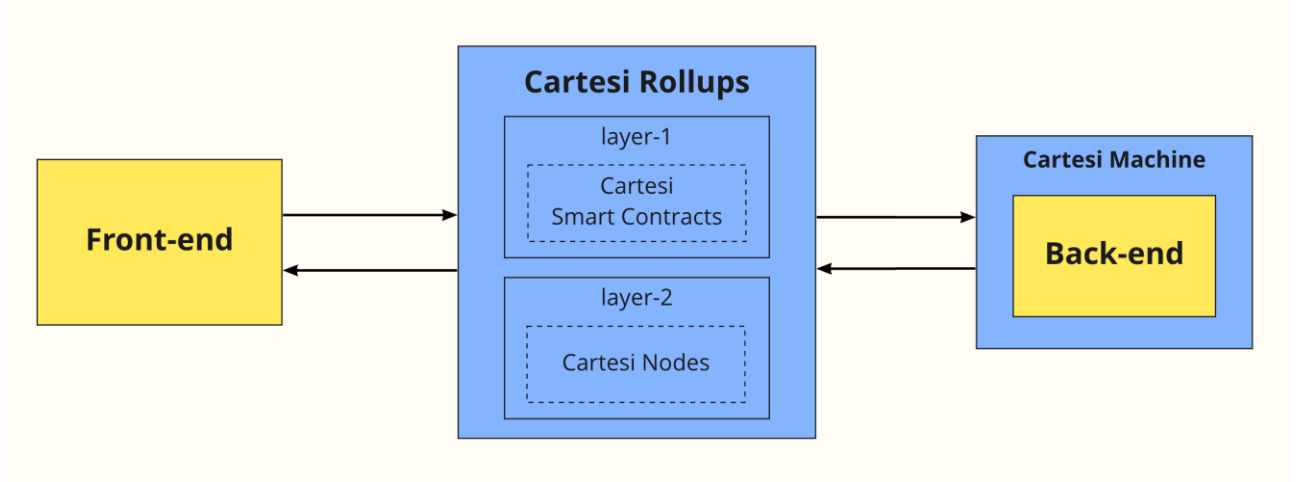 Front-end
Cartesi Rollups
layer-1
Cartesi
Smart Contracts
layer-2
Cartesi Nodes
Cartesi Machine
Back-end